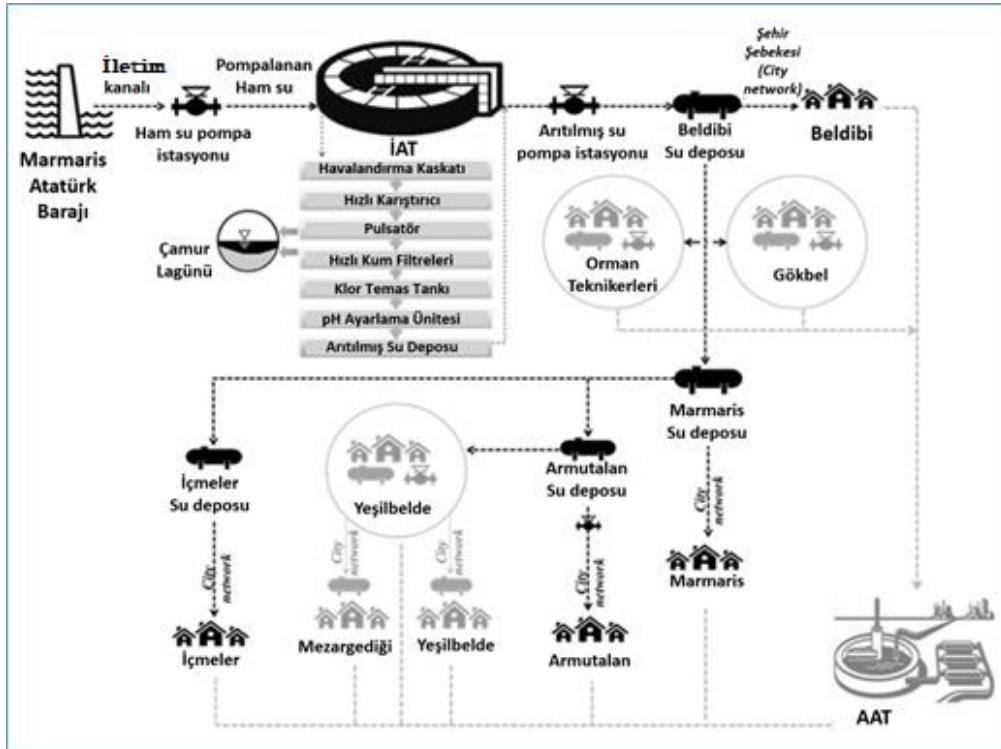 İletim
kanalı
Pompalanan
Ham su
Şehir
Şebekesi
(City
network)
Marmaris
Atatürk
Barajı
Ham su pompa
istasyonu
İAT
Arıtılmış su
pompa istasyonu
Beldibi
Su deposu
Beldibi
Havalandırma Kaskatı
Hızlı Karıştırıcı
Pulsatör
Hızlı Kum Filtreleri
Klor Temas Tankı
pH Ayarlama Ünitesi
Arıtılmış Su Deposu
Çamur
Lagünü
Orman
Teknikerleri
Gökbel
Marmaris
Su deposu
İçmeler
Su deposu
Yeşilbelde
Armutalan
Su deposu
City
network
City
network
City
network
City
network
City
network
Marmaris
İçmeler
Mezargediği
Yeşilbelde
Armutalan
AAT